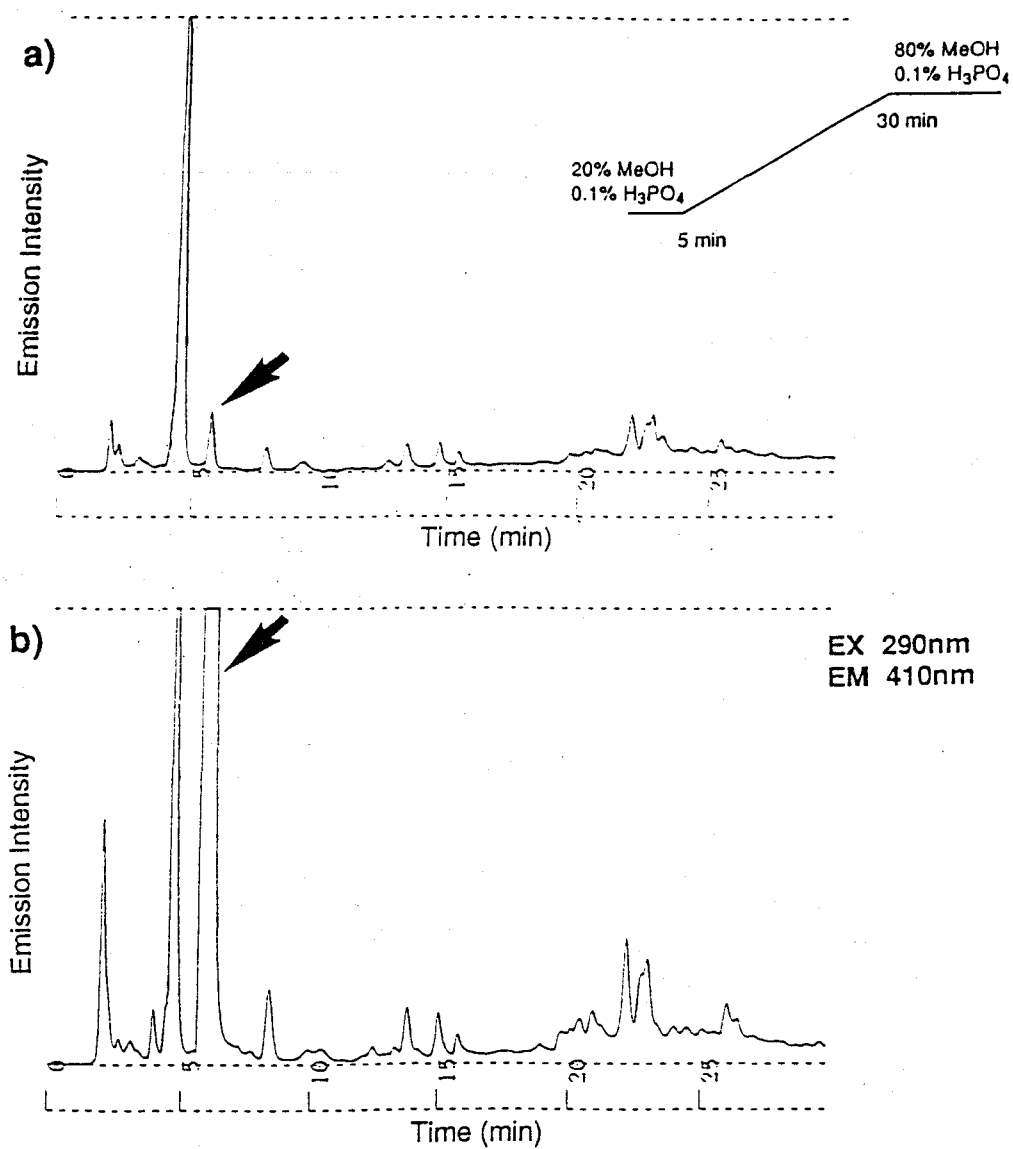 a)
80% MeOH
0.1% H₃PO₄
30 min
20% MeOH
0.1% H₃PO₄
5 min
Emission Intensity
0 5 10 15 20 25
Time (min)
b)
EX 290nm
EM 410nm
Emission Intensity
0 5 10 15 20 25
Time (min)